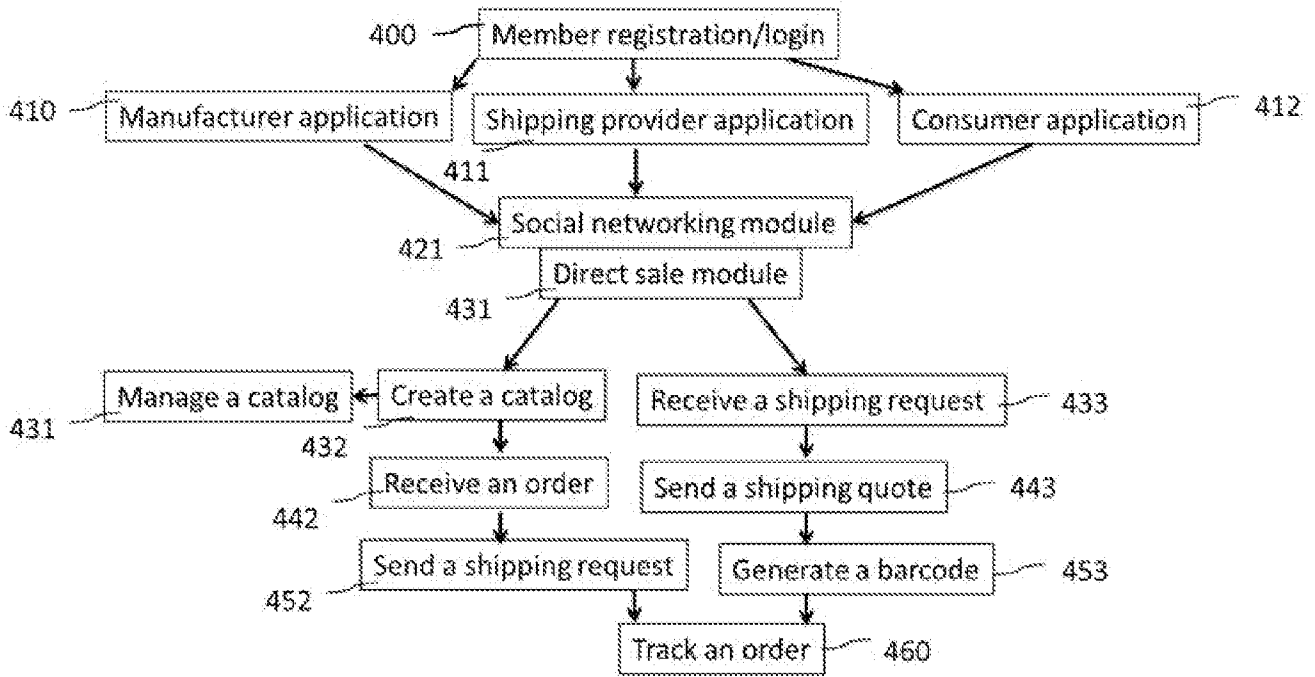 400 Member registration/login
410 Manufacturer application
Shipping provider application
411
Consumer application 412
Social networking module
421
Direct sale module
431
Manage a catalog
431
Create a catalog
432
Receive a shipping request 433
Receive an order
442
Send a shipping quote 443
Send a shipping request
452
Generate a barcode 453
Track an order 460